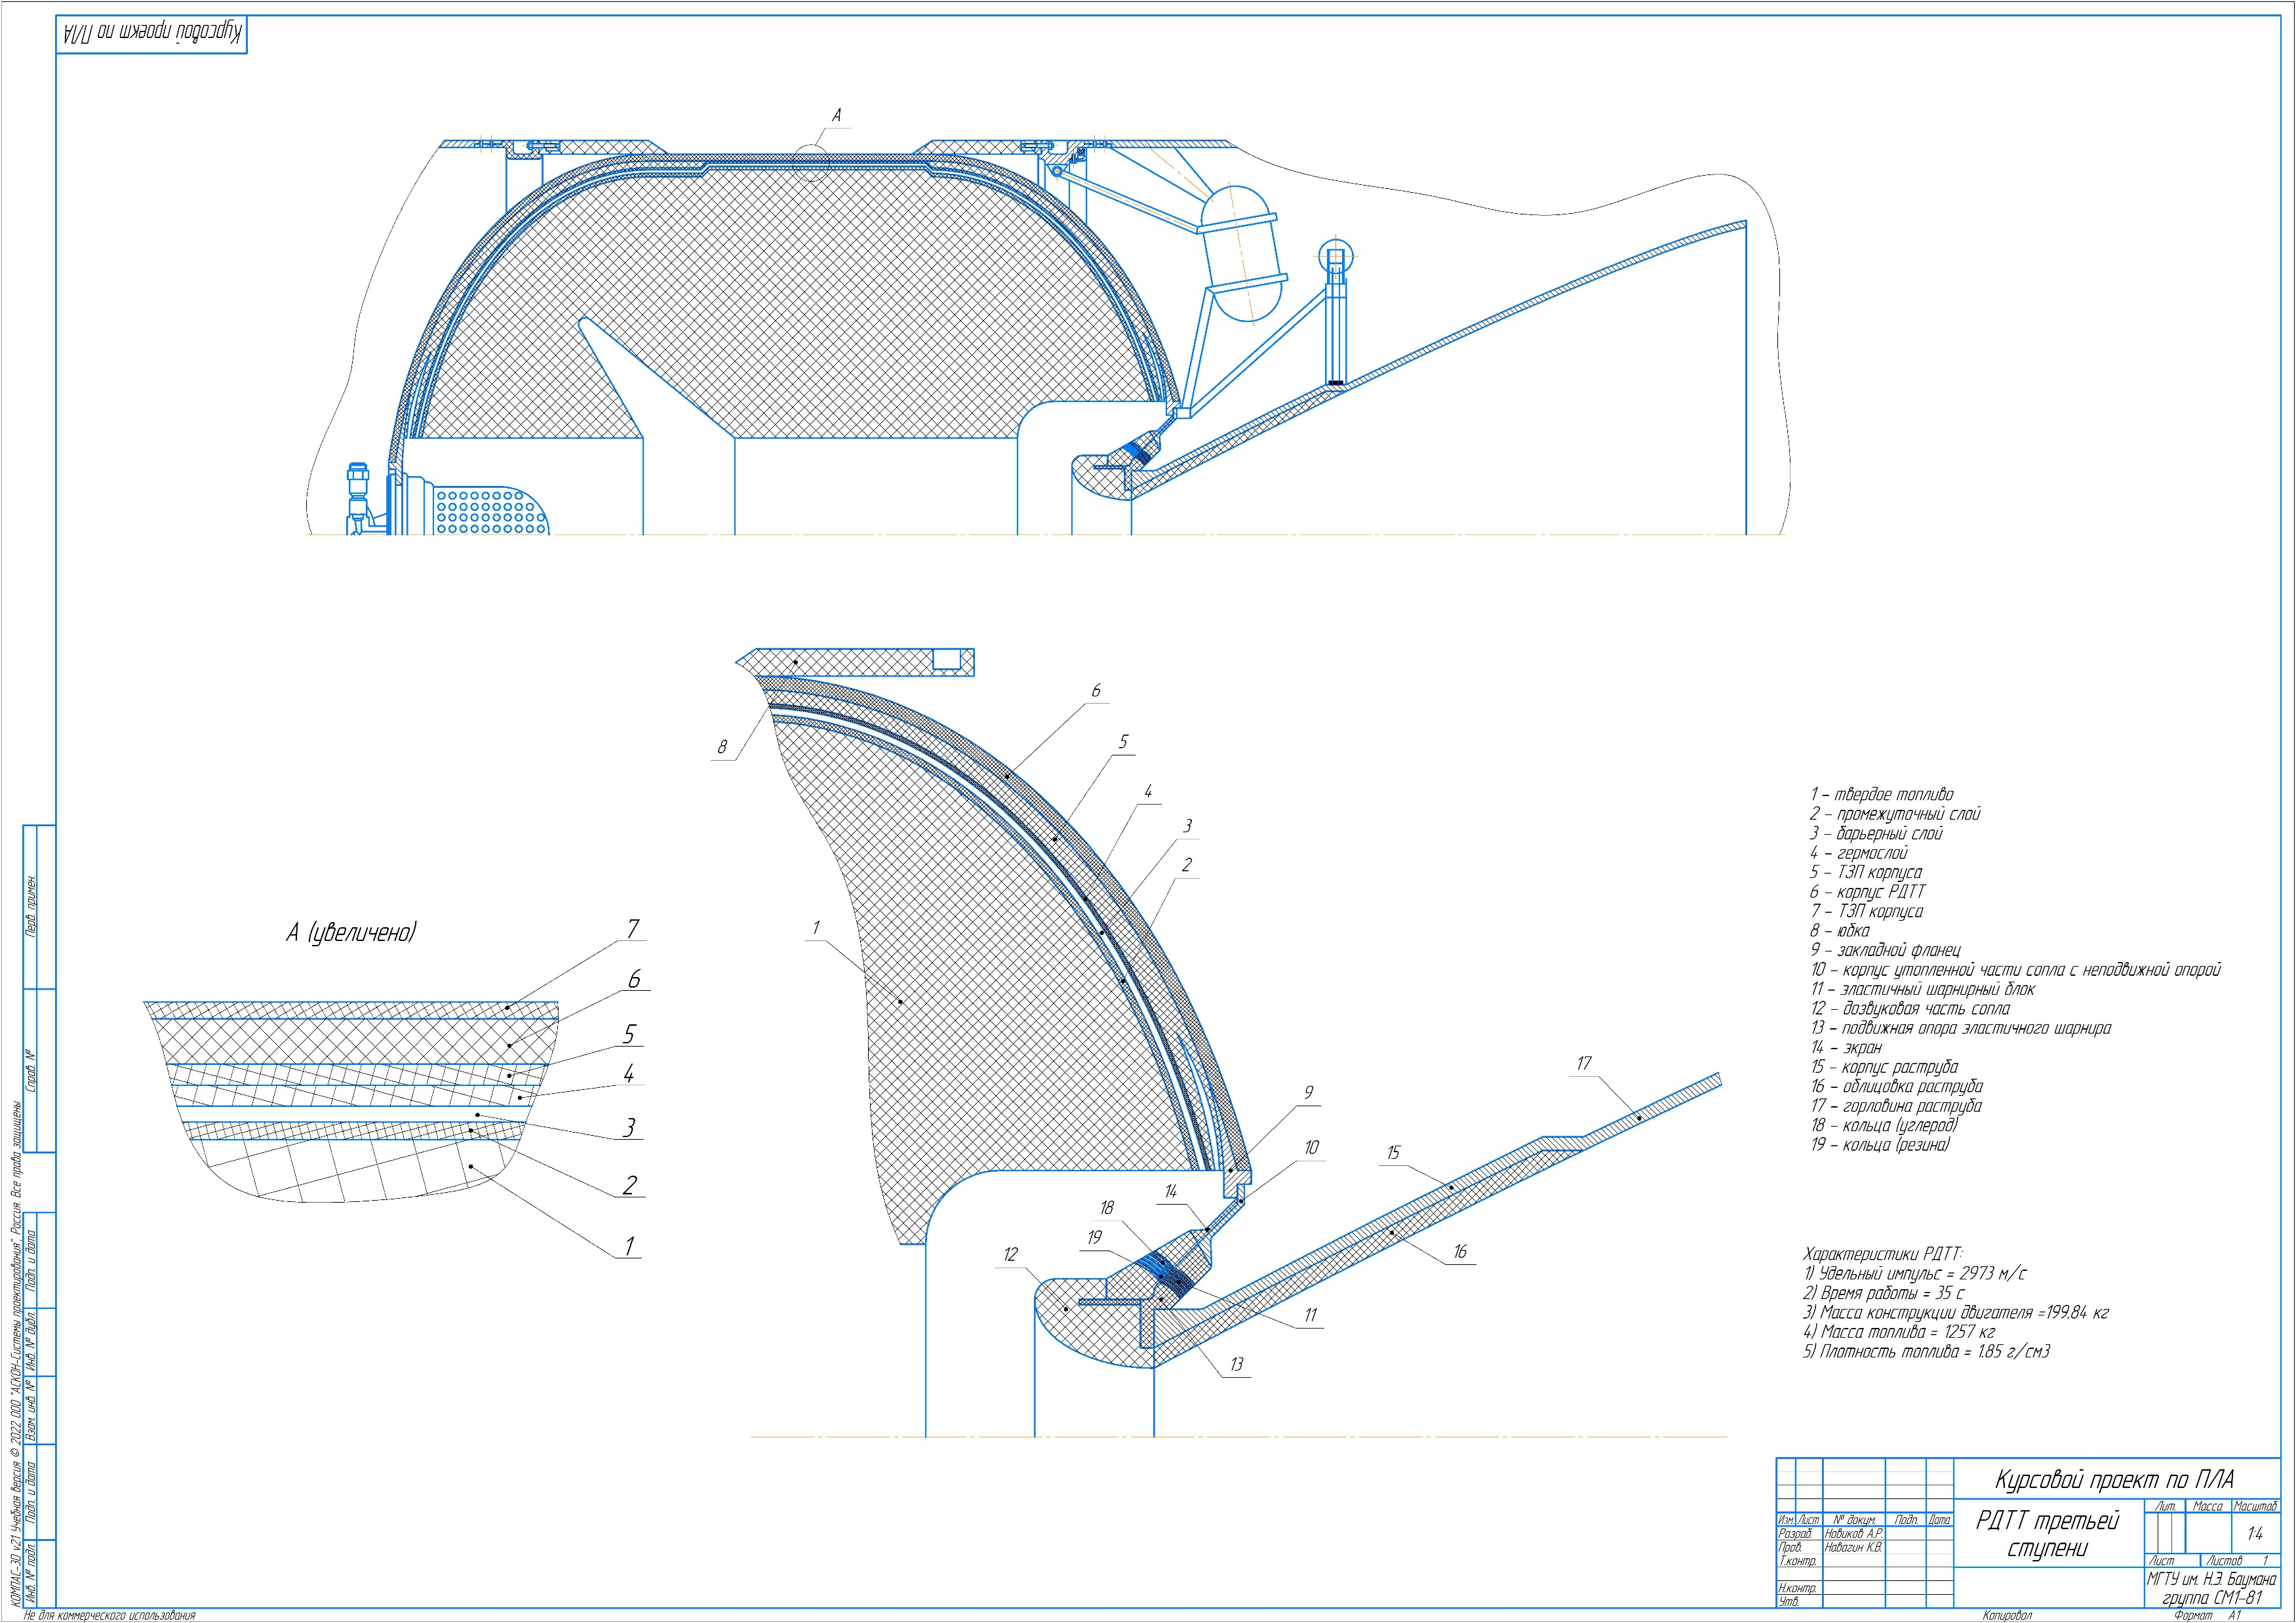 Курсовой проект по ПЛА
А
8
6
5
4
3
2
1
9
10
14
18
19
12
11
13
15
16
17
А (увеличено)
7
6
5
4
3
2
1
1 – твердое топливо
2 – промежуточный слой
3 – барьерный слой
4 – гермослой
5 – ТЗП корпуса
6 – корпус РДТТ
7 – ТЗП корпуса
8 – юбка
9 – закладной фланец
10 – корпус утопленной части сопла с неподвижной опорой
11 – эластичный шарнирный блок
12 – дозвуковая часть сопла
13 – подвижная опора эластичного шарнира
14 – экран
15 – корпус раструба
16 – облицовка раструба
17 – горловина раструба
18 – кольца (углерод)
19 – кольца (резина)
Характеристики РДТТ:
1) Удельный импульс = 2973 м/с
2) Время работы = 35 с
3) Масса конструкции двигателя =199.84 кг
4) Масса топлива = 1257 кг
5) Плотность топлива = 1.85 г/см3
Перв. примен.
Справ. №
Подп. и дата
Инв. № дубл.
Взам. инв. №
Подп. и дата
Инв. № подл.
КОМПАС-3D v21 Учебная версия © 2022 ООО "АСКОН-Системы проектирования", Россия. Все права защищены.
Не для коммерческого использования
Курсовой проект по ПЛА
Изм. Лист № докум. Подп. Дата
Разраб. Новиков А.Р.
Пров. Навагин К.В.
Т.контр.
Н.контр.
Утв.
РДТТ третьей
ступени
Лит. Масса Масштаб
1:4
Лист Листов 1
МГТУ им. Н.Э. Баумана
группа СМ1-81
Копировал Формат А1